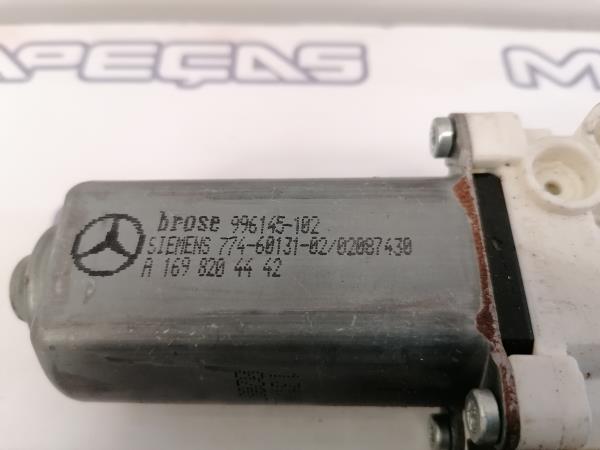 APEÇAS M
brose 996145-102
SIEMENS 774-60131-02/02087430
A 169 820 44 42